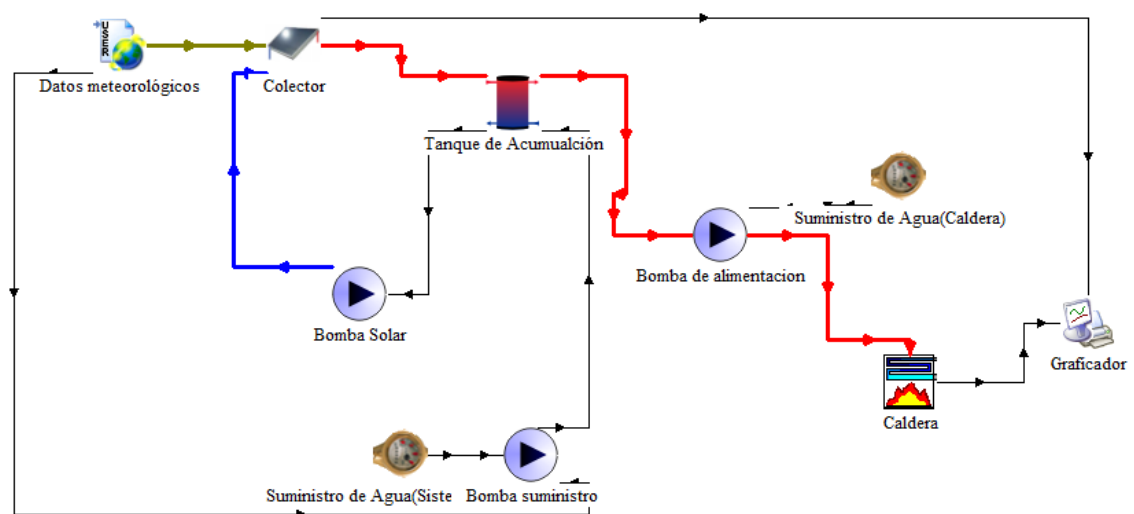 USER
Datos meteorológicos
Colector
Tanque de Acumualción
Suministro de Agua(Caldera)
Bomba de alimentacion
Bomba Solar
Graficador
Caldera
Suministro de Agua(Siste
Bomba suministro